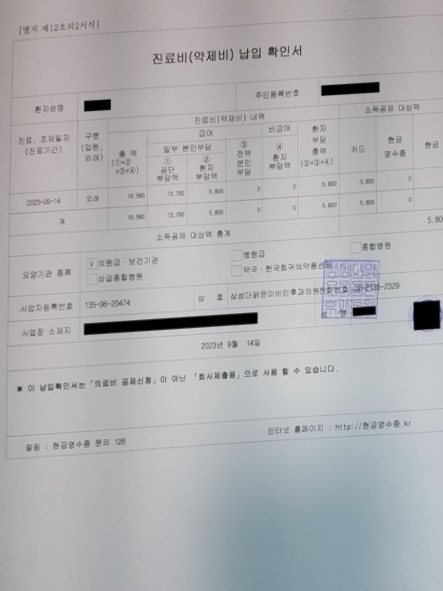 [별지 제12호의2서식]
진료비(약제비) 납입 확인서
환자성명
주민등록번호
진료비(약제비) 내역
소득공제 대상액
진료, 조제일자
(진료기간)
구분
(입원,
외래)
총 액
(①+②
+③+④)
급여
일부 본인부담
①
공단
부담액
②
환자
부담액
③
전액
본인
부담
비급여
④
환자
부담액
환자
부담
총액
(②+③+④)
카드
현금
영수증
현금
2023-09-14 외래 19,560 13,760 5,800 0 0 5,800 5,800 0
계 19,560 13,760 5,800 0 0 5,800 5,800 0
소득공제 대상액 총계
요양기관 종류
의원급·보건기관
병원급
종합병원
상급종합병원
약국·한국희귀의약품센터
사업자등록번호 135-96-20474 상 호 삼성더맑은이비인후과의원 전화번호
사업장 소재지
성 명
2023년 9월 14일
※ 이 납입확인서는 「의료비 공제신청」이 아닌 「회사제출용」으로 사용 할 수 있습니다.
알림 : 현금영수증 문의 126
인터넷 홈페이지 : http://현금영수증.kr